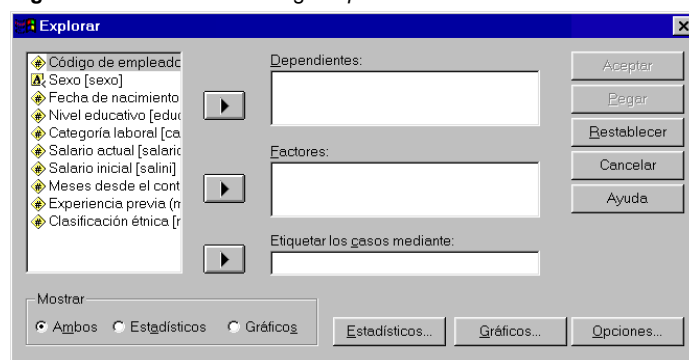 Explorar
Código de empleado
Sexo [sexo]
Fecha de nacimiento
Nivel educativo [educ
Categoría laboral [ca
Salario actual [salario
Salario inicial [salini]
Meses desde el cont
Experiencia previa (m
Clasificación étnica [r
Dependientes:
Factores:
Etiquetar los casos mediante:
Aceptar
Pegar
Restablecer
Cancelar
Ayuda
Mostrar
Ambos
Estadísticos
Gráficos
Estadísticos...
Gráficos...
Opciones...